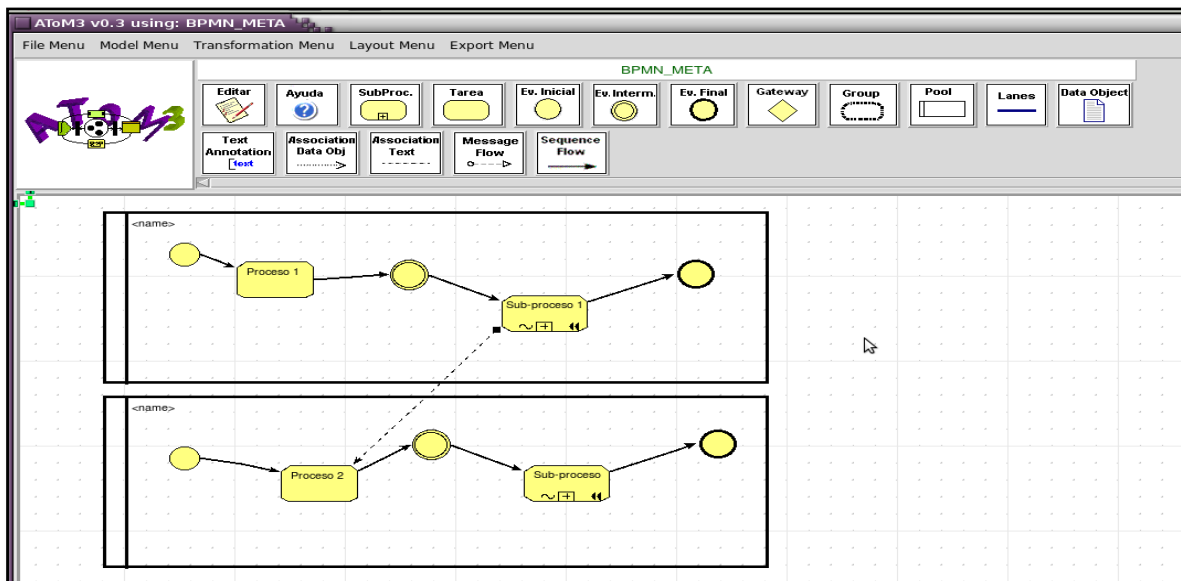 AToM3 v0.3 using: BPMN_META
File Menu Model Menu Transformation Menu Layout Menu Export Menu
BPMN_META
ATOM3
Editar
Ayuda
SubProc.
Tarea
Ev. Inicial
Ev. Interm.
Ev. Final
Gateway
Group
Pool
Lanes
Data Object
Text
Annotation
text
Association
Data Obj
Association
Text
Message
Flow
Sequence
Flow
<name>
Proceso 1
Sub-proceso 1
<name>
Proceso 2
Sub-proceso